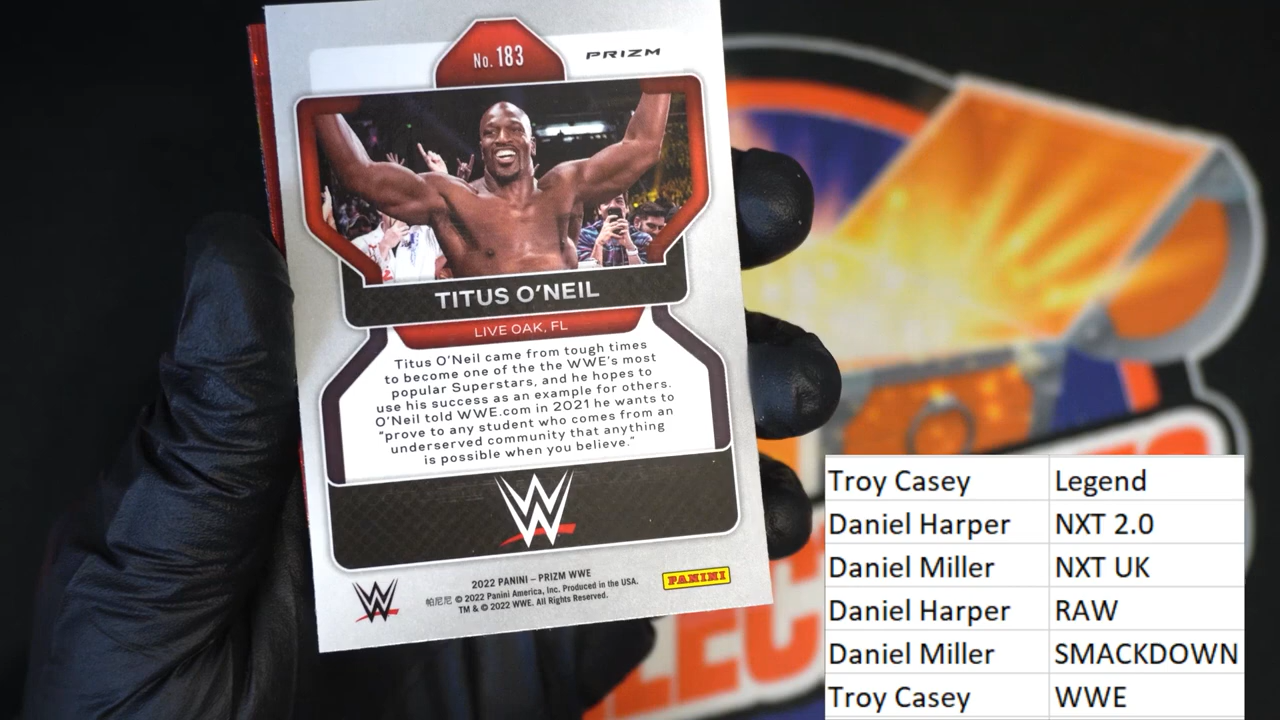 No. 183
PRIZM
TITUS O'NEIL
LIVE OAK, FL
Titus O'Neil came from tough times
to become one of the the WWE's most
popular Superstars, and he hopes to
use his success as an example for others.
O'Neil told WWE.com in 2021 he wants to
"prove to any student who comes from an
underserved community that anything
is possible when you believe."
W
W
2022 PANINI – PRIZM WWE
帕尼尼 © 2022 Panini America, Inc. Produced in the USA.
TM & © 2022 WWE. All Rights Reserved.
PANINI
Troy Casey Legend
Daniel Harper NXT 2.0
Daniel Miller NXT UK
Daniel Harper RAW
Daniel Miller SMACKDOWN
Troy Casey WWE